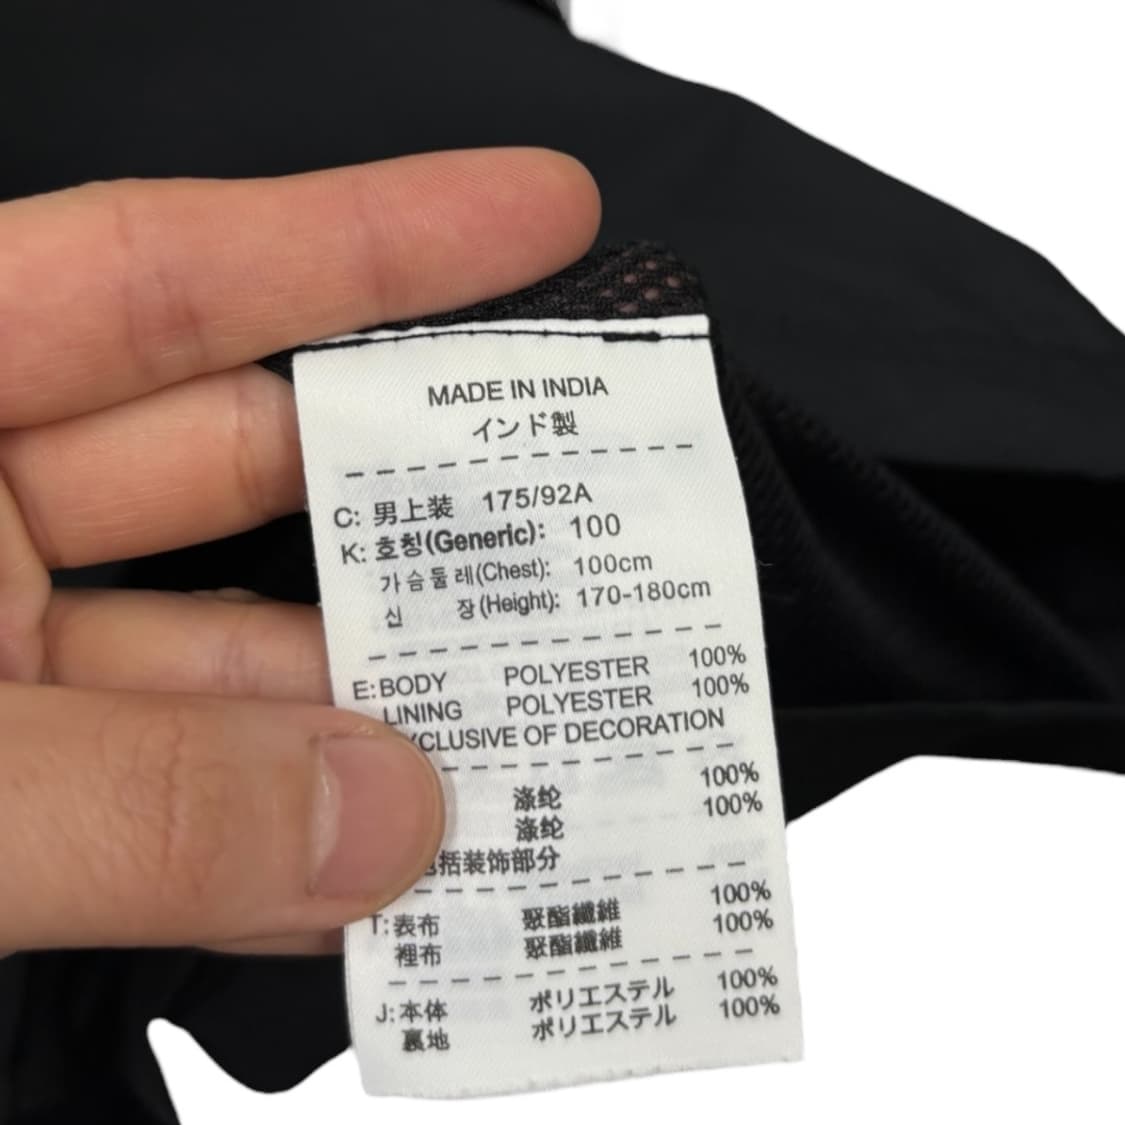 MADE IN INDIA
インド製
C: 男上装 175/92A
K: 호칭(Generic): 100
가슴둘레(Chest): 100cm
신 장(Height): 170-180cm
E: BODY POLYESTER 100%
LINING POLYESTER 100%
CLUSIVE OF DECORATION
涤纶 100%
涤纶 100%
括装饰部分
T: 表布 聚酯纖維 100%
裡布 聚酯纖維 100%
J: 本体 ポリエステル 100%
裏地 ポリエステル 100%